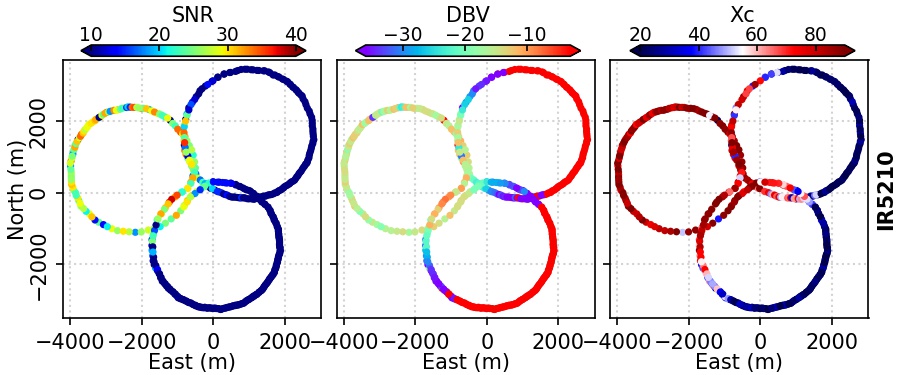 SNR DBV Xc
10 20 30 40 −30 −20 −10 20 40 60 80
North (m)
2000
0
−2000
IR5210
−4000 −2000 0 2000 −4000 −2000 0 2000 −4000 −2000 0 2000
East (m) East (m) East (m)